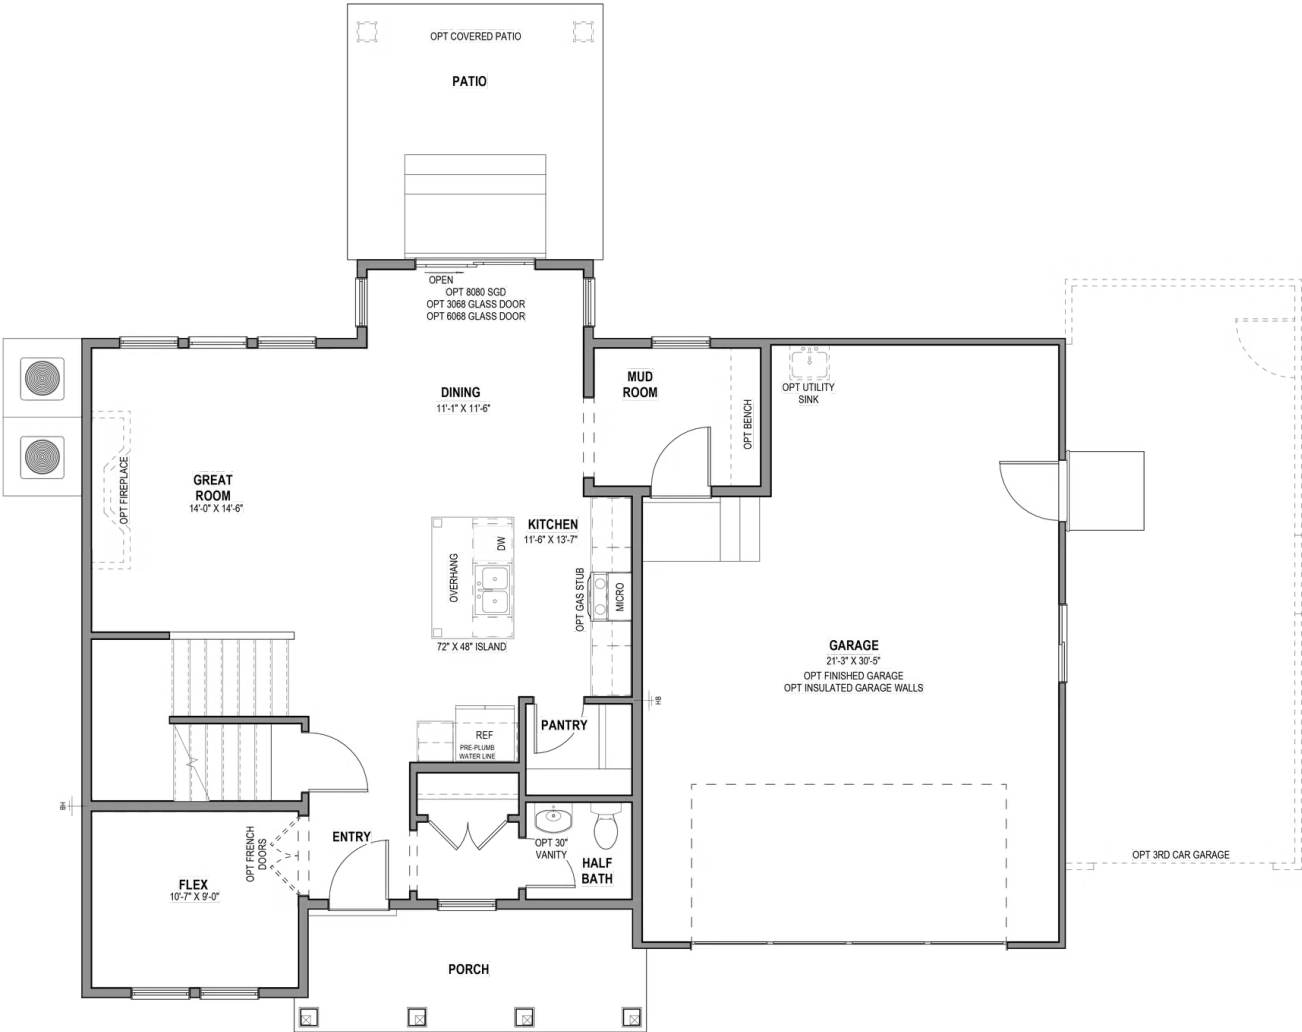 OPT COVERED PATIO
PATIO
OPEN
OPT 8080 SGD
OPT 3068 GLASS DOOR
OPT 6068 GLASS DOOR
MUD
ROOM
OPT BENCH
OPT UTILITY
SINK
DINING
11'-1" X 11'-6"
GREAT
ROOM
14'-0" X 14'-6"
OPT FIREPLACE
KITCHEN
11'-6" X 13'-7"
DW
OVERHANG
OPT GAS STUB
MICRO
72" X 48" ISLAND
GARAGE
21'-3" X 30'-5"
OPT FINISHED GARAGE
OPT INSULATED GARAGE WALLS
HB
PANTRY
REF
PRE-PLUMB
WATER LINE
HB
ENTRY
OPT FRENCH
DOORS
OPT 30"
VANITY
HALF
BATH
FLEX
10'-7" X 9'-0"
OPT 3RD CAR GARAGE
PORCH